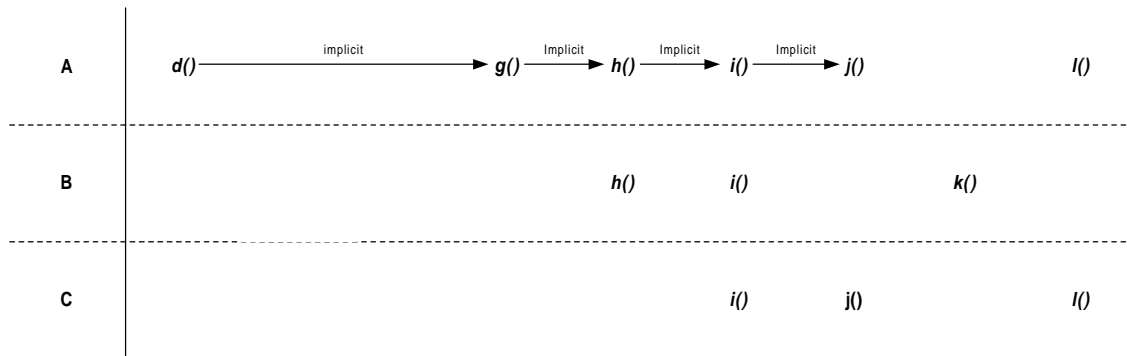 implicit Implicit Implicit Implicit
A d() g() h() i() j() l()
B h() i() k()
C i() j() l()